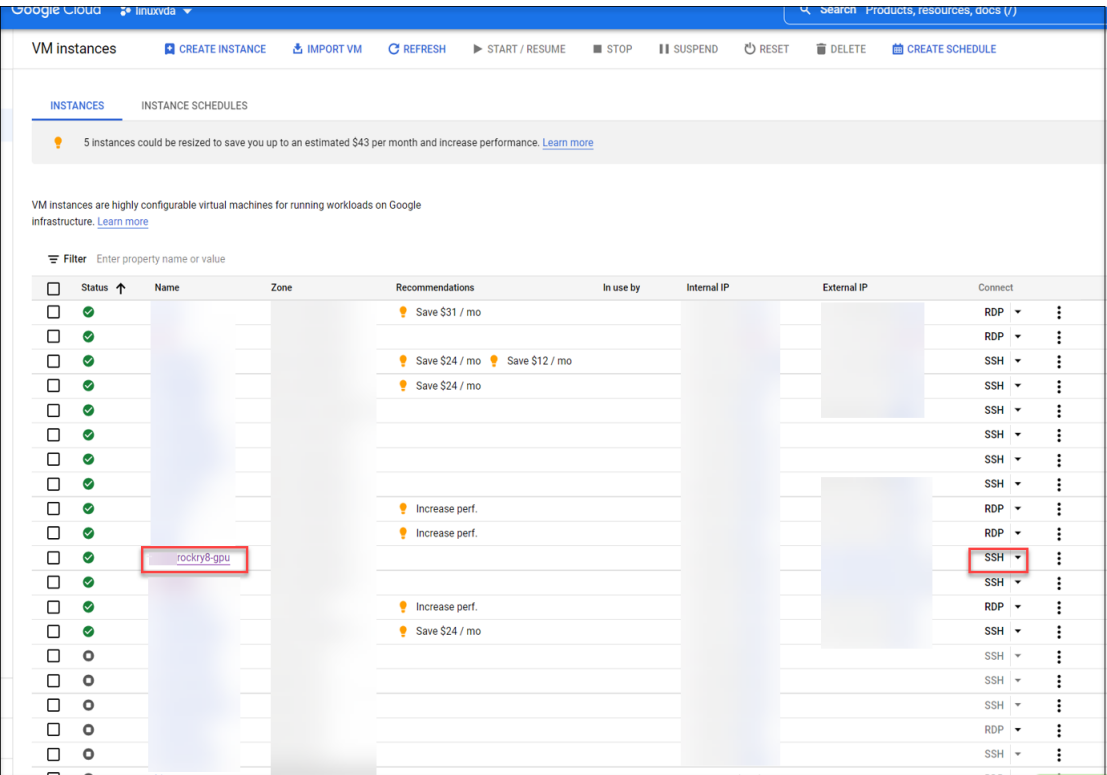 Google Cloud linuxvda Search Products, resources, docs (/)
VM instances CREATE INSTANCE IMPORT VM REFRESH START / RESUME STOP SUSPEND RESET DELETE CREATE SCHEDULE
INSTANCES INSTANCE SCHEDULES
5 instances could be resized to save you up to an estimated $43 per month and increase performance. Learn more
VM instances are highly configurable virtual machines for running workloads on Google
infrastructure. Learn more
Filter Enter property name or value
Status Name Zone Recommendations In use by Internal IP External IP Connect
Save $31 / mo RDP
RDP
Save $24 / mo Save $12 / mo SSH
Save $24 / mo SSH
SSH
SSH
SSH
SSH
Increase perf. RDP
Increase perf. RDP
rockry8-gpu SSH
SSH
Increase perf. RDP
Save $24 / mo SSH
SSH
SSH
SSH
RDP
SSH